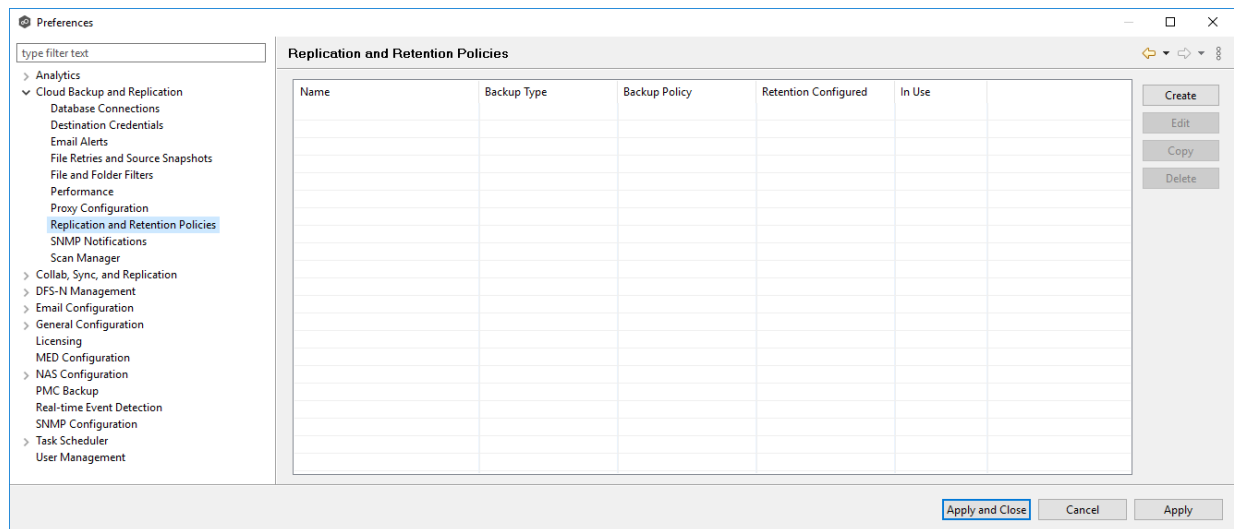 Preferences
type filter text
Analytics
Cloud Backup and Replication
Database Connections
Destination Credentials
Email Alerts
File Retries and Source Snapshots
File and Folder Filters
Performance
Proxy Configuration
Replication and Retention Policies
SNMP Notifications
Scan Manager
Collab, Sync, and Replication
DFS-N Management
Email Configuration
General Configuration
Licensing
MED Configuration
NAS Configuration
PMC Backup
Real-time Event Detection
SNMP Configuration
Task Scheduler
User Management
Replication and Retention Policies
Name Backup Type Backup Policy Retention Configured In Use
Create
Edit
Copy
Delete
Apply and Close Cancel Apply